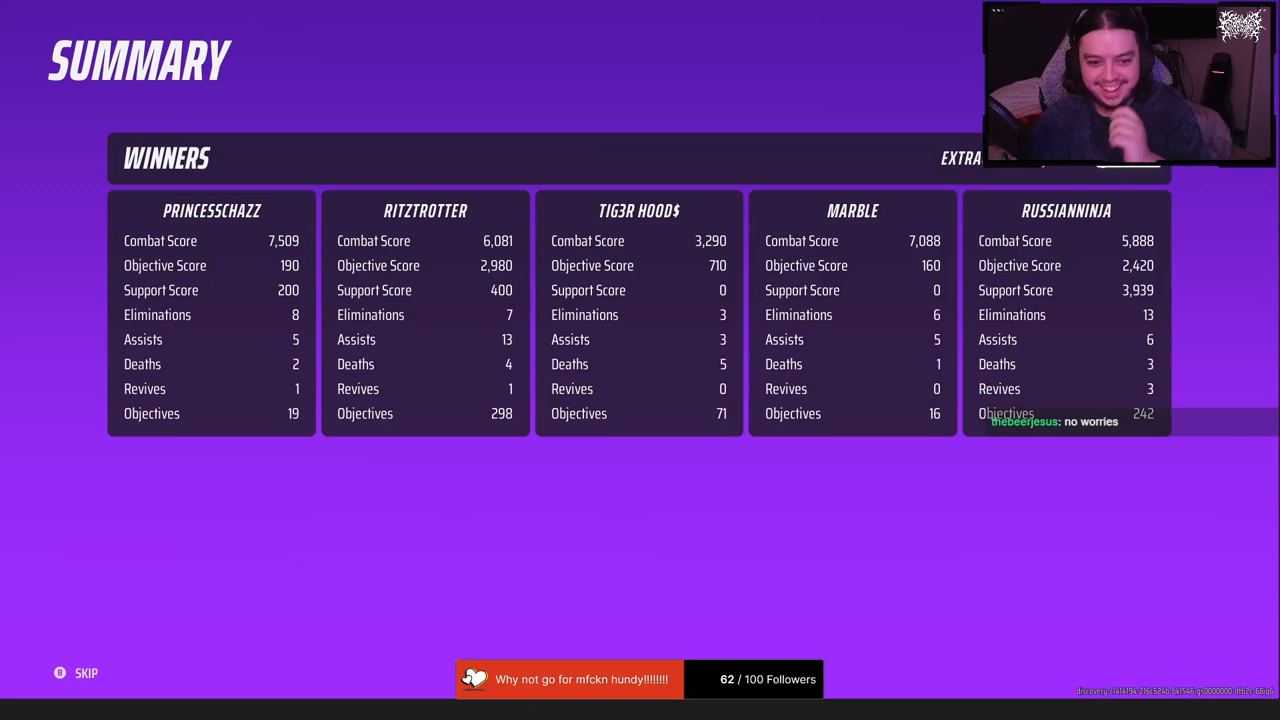 SUMMARY
WINNERS
EXTRA
PRINCESSCHAZZ
Combat Score 7,509
Objective Score 190
Support Score 200
Eliminations 8
Assists 5
Deaths 2
Revives 1
Objectives 19
RITZTROTTER
Combat Score 6,081
Objective Score 2,980
Support Score 400
Eliminations 7
Assists 13
Deaths 4
Revives 1
Objectives 298
TIG3R HOOD$
Combat Score 3,290
Objective Score 710
Support Score 0
Eliminations 3
Assists 3
Deaths 5
Revives 0
Objectives 71
MARBLE
Combat Score 7,088
Objective Score 160
Support Score 0
Eliminations 6
Assists 5
Deaths 1
Revives 0
Objectives 16
RUSSIANNINJA
Combat Score 5,888
Objective Score 2,420
Support Score 3,939
Eliminations 13
Assists 6
Deaths 3
Revives 3
Objectives 242
thebeerjesus: no worries
B SKIP
Why not go for mfckn hundy!!!!!!!! 62 / 100 Followers